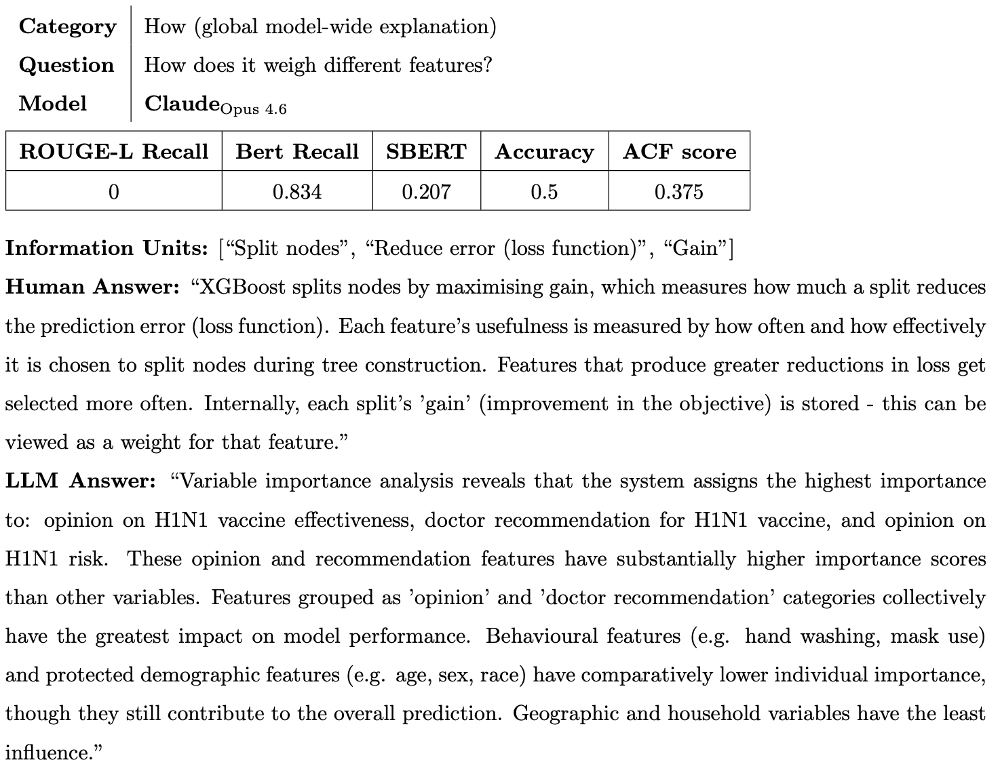 Category How (global model-wide explanation)
Question How does it weigh different features?
Model Claude Opus 4.6
ROUGE-L Recall Bert Recall SBERT Accuracy ACF score
0 0.834 0.207 0.5 0.375
Information Units: [“Split nodes”, “Reduce error (loss function)”, “Gain”]
Human Answer: “XGBoost splits nodes by maximising gain, which measures how much a split reduces
the prediction error (loss function). Each feature’s usefulness is measured by how often and how effectively
it is chosen to split nodes during tree construction. Features that produce greater reductions in loss get
selected more often. Internally, each split’s ’gain’ (improvement in the objective) is stored - this can be
viewed as a weight for that feature.”
LLM Answer: “Variable importance analysis reveals that the system assigns the highest importance
to: opinion on H1N1 vaccine effectiveness, doctor recommendation for H1N1 vaccine, and opinion on
H1N1 risk. These opinion and recommendation features have substantially higher importance scores
than other variables. Features grouped as ’opinion’ and ’doctor recommendation’ categories collectively
have the greatest impact on model performance. Behavioural features (e.g. hand washing, mask use)
and protected demographic features (e.g. age, sex, race) have comparatively lower individual importance,
though they still contribute to the overall prediction. Geographic and household variables have the least
influence.”